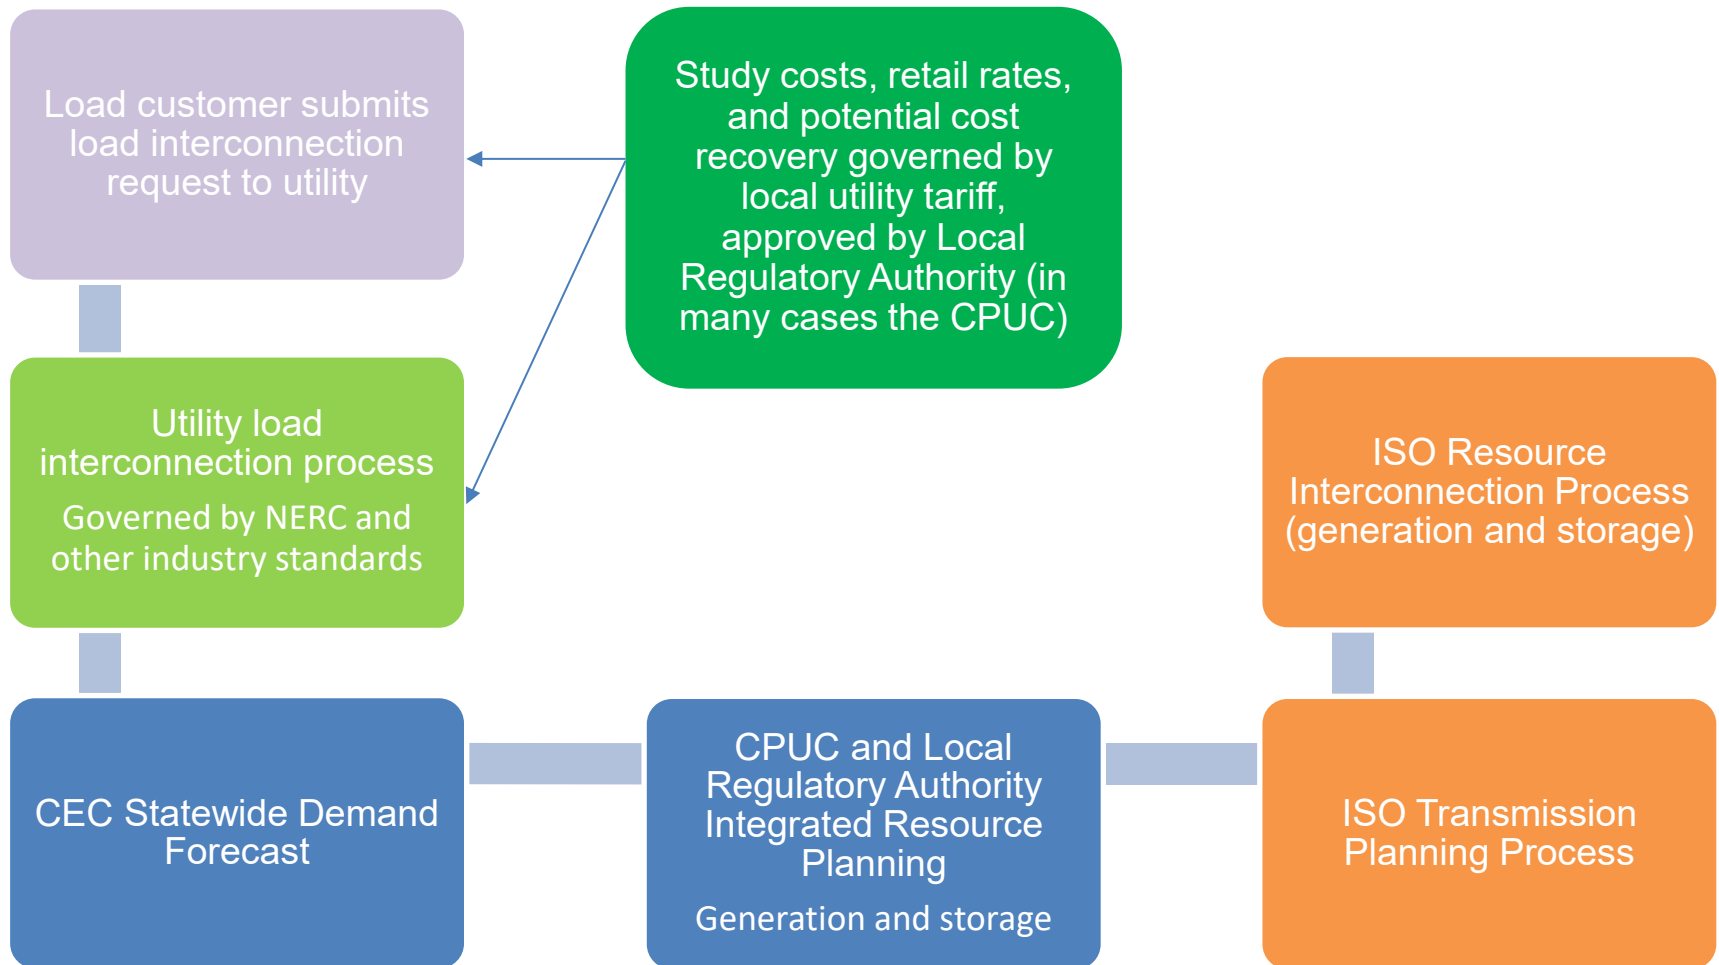 Load customer submits
load interconnection
request to utility
Study costs, retail rates,
and potential cost
recovery governed by
local utility tariff,
approved by Local
Regulatory Authority (in
many cases the CPUC)
Utility load
interconnection process
Governed by NERC and
other industry standards
ISO Resource
Interconnection Process
(generation and storage)
CEC Statewide Demand
Forecast
CPUC and Local
Regulatory Authority
Integrated Resource
Planning
Generation and storage
ISO Transmission
Planning Process